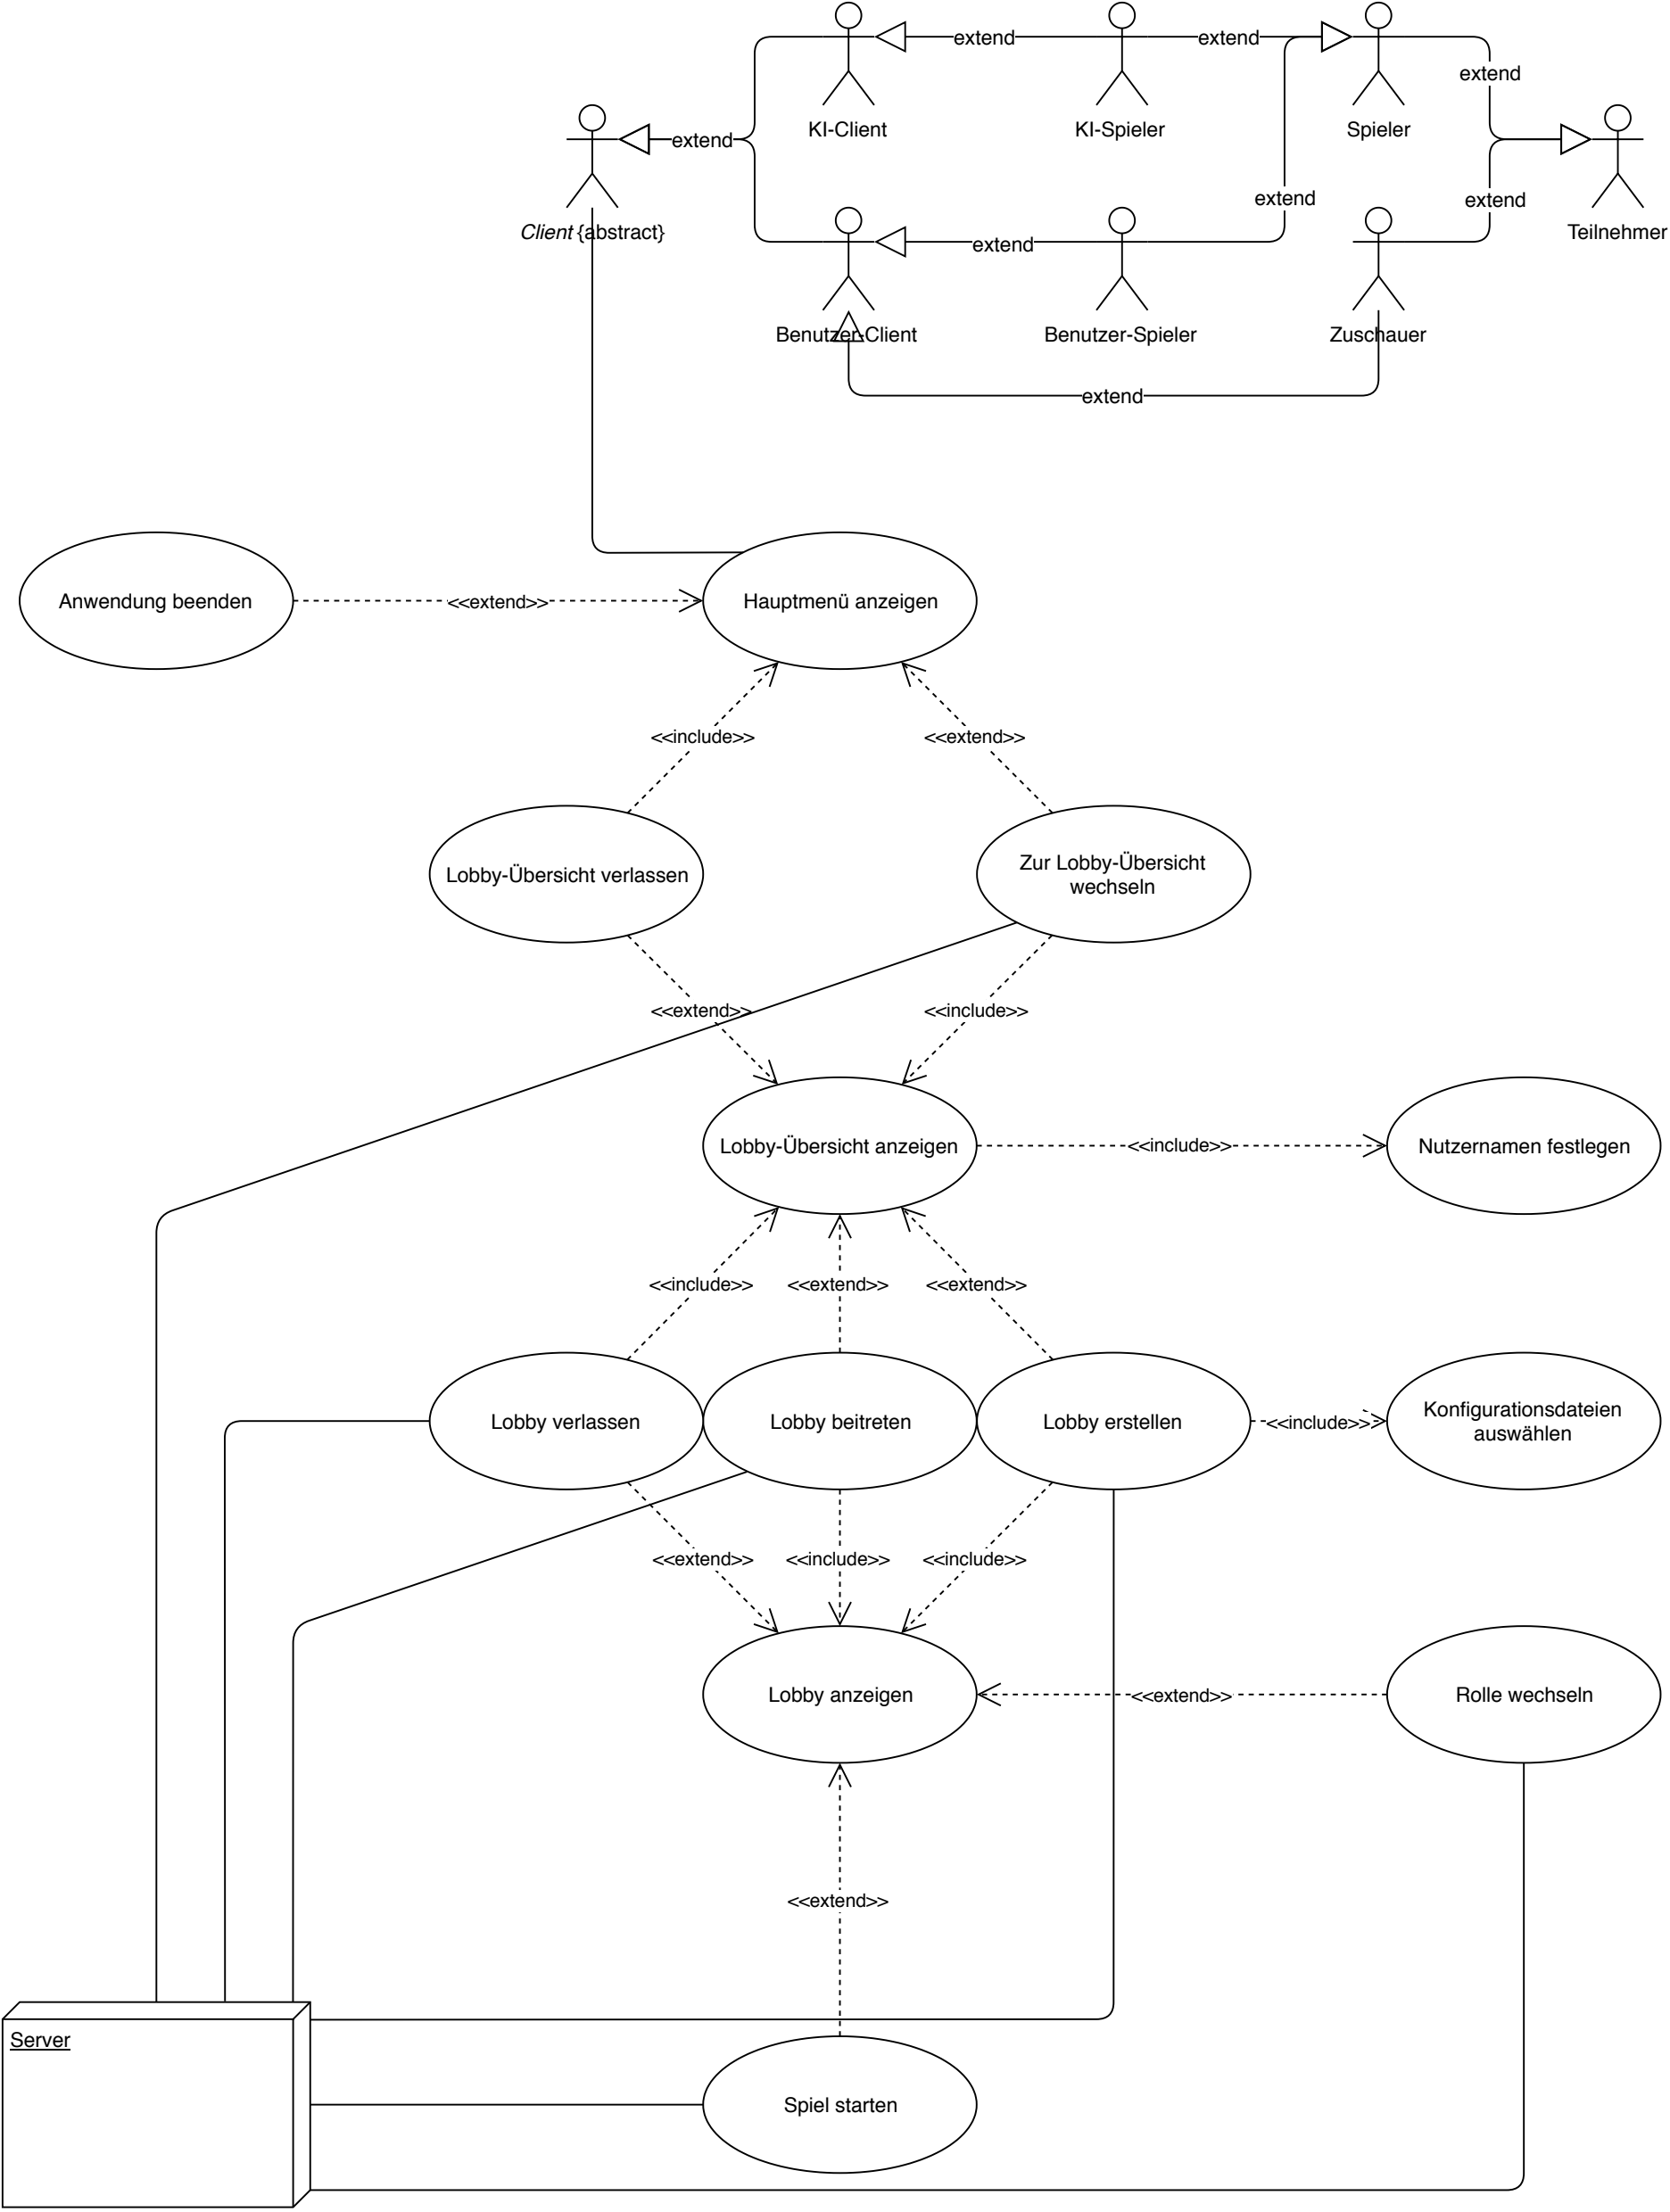 extend
extend
extend
KI-Client
KI-Spieler
Spieler
extend
Client {abstract}
extend
extend
Teilnehmer
extend
Benutzer-Client
Benutzer-Spieler
Zuschauer
extend
Anwendung beenden
<<extend>>
Hauptmenü anzeigen
<<include>>
<<extend>>
Lobby-Übersicht verlassen
Zur Lobby-Übersicht
wechseln
<<extend>>
<<include>>
Lobby-Übersicht anzeigen
<<include>>
Nutzernamen festlegen
<<include>>
<<extend>>
<<extend>>
Lobby verlassen
Lobby beitreten
Lobby erstellen
<<include>>
Konfigurationsdateien
auswählen
<<extend>>
<<include>>
<<include>>
Lobby anzeigen
<<extend>>
Rolle wechseln
<<extend>>
Server
Spiel starten